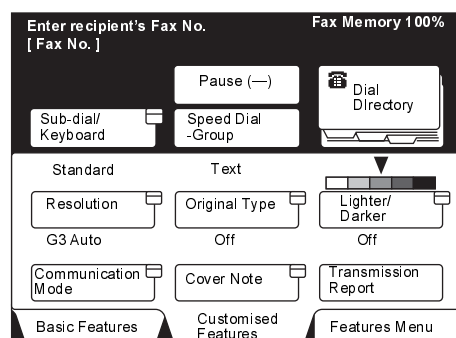 Enter recipient's Fax No.
Fax Memory 100%
[ Fax No. ]
Pause (—)
Dial
DIrectory
Sub-dial/
Keyboard
Speed Dial
-Group
Standard
Text
Resolution
Original Type
Lighter/
Darker
G3 Auto
Off
Off
Communication
Mode
Cover Note
Transmission
Report
Basic Features
Customised
Features
Features Menu